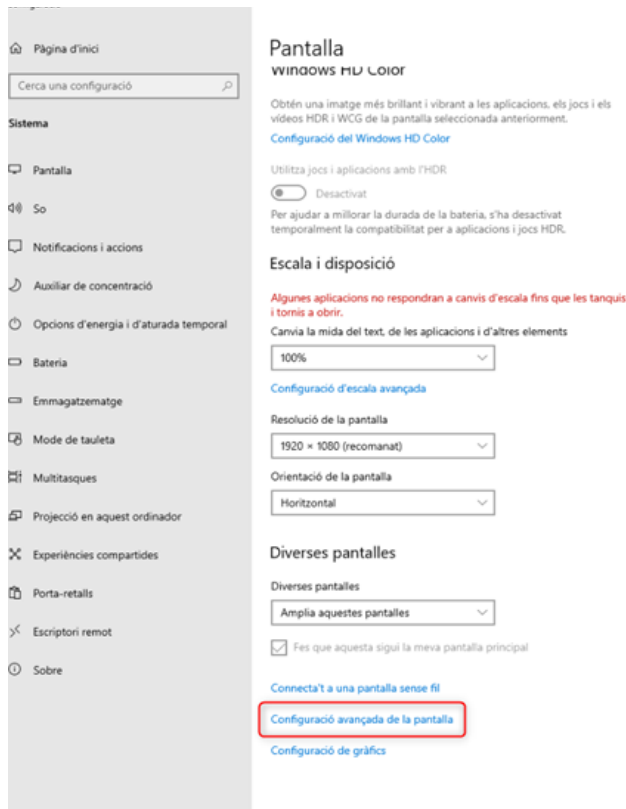 Pàgina d'inici
Cerca una configuració
Sistema
Pantalla
So
Notificacions i accions
Auxiliar de concentració
Opcions d'energia i d'aturada temporal
Bateria
Emmagatzematge
Mode de tauleta
Multitasques
Projecció en aquest ordinador
Experiències compartides
Porta-retalls
Escriptori remot
Sobre
Pantalla
Windows HD Color
Obtén una imatge més brillant i vibrant a les aplicacions, els jocs i els
vídeos HDR i WCG de la pantalla seleccionada anteriorment.
Configuració del Windows HD Color
Utilitza jocs i aplicacions amb l'HDR
Desactivat
Per ajudar a millorar la durada de la bateria, s'ha desactivat
temporalment la compatibilitat per a aplicacions i jocs HDR.
Escala i disposició
Algunes aplicacions no respondran a canvis d'escala fins que les tanquis
i tornis a obrir.
Canvia la mida del text, de les aplicacions i d'altres elements
100%
Configuració d'escala avançada
Resolució de la pantalla
1920 × 1080 (recomanat)
Orientació de la pantalla
Horitzontal
Diverses pantalles
Diverses pantalles
Amplia aquestes pantalles
Fes que aquesta sigui la meva pantalla principal
Connecta't a una pantalla sense fil
Configuració avançada de la pantalla
Configuració de gràfics